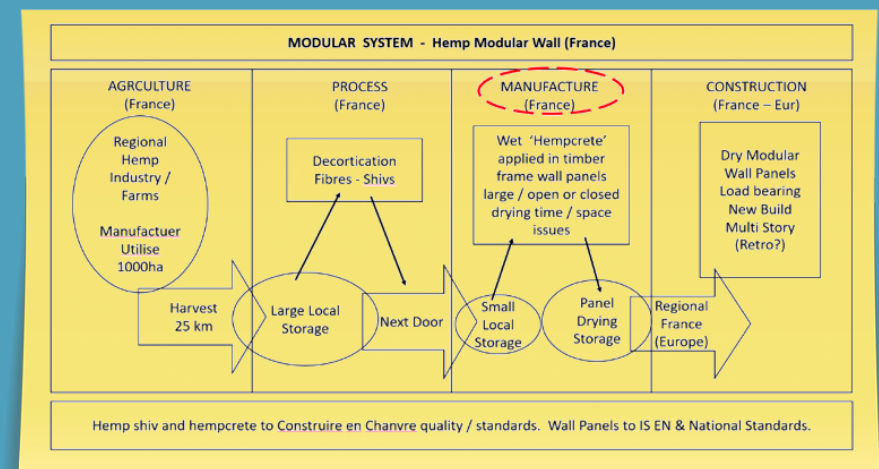 MODULAR SYSTEM - Hemp Modular Wall (France)
AGRCULTURE
(France)
Regional
Hemp
Industry /
Farms
Manufactuer
Utilise
1000ha
Harvest
25 km
PROCESS
(France)
Decortication
Fibres - Shivs
Large Local
Storage
Next Door
MANUFACTURE
(France)
Wet 'Hempcrete'
applied in timber
frame wall panels
large / open or closed
drying time / space
issues
Small
Local
Storage
Panel
Drying
Storage
CONSTRUCTION
(France – Eur)
Dry Modular
Wall Panels
Load bearing
New Build
Multi Story
(Retro?)
Regional
France
(Europe)
Hemp shiv and hempcrete to Construire en Chanvre quality / standards. Wall Panels to IS EN & National Standards.